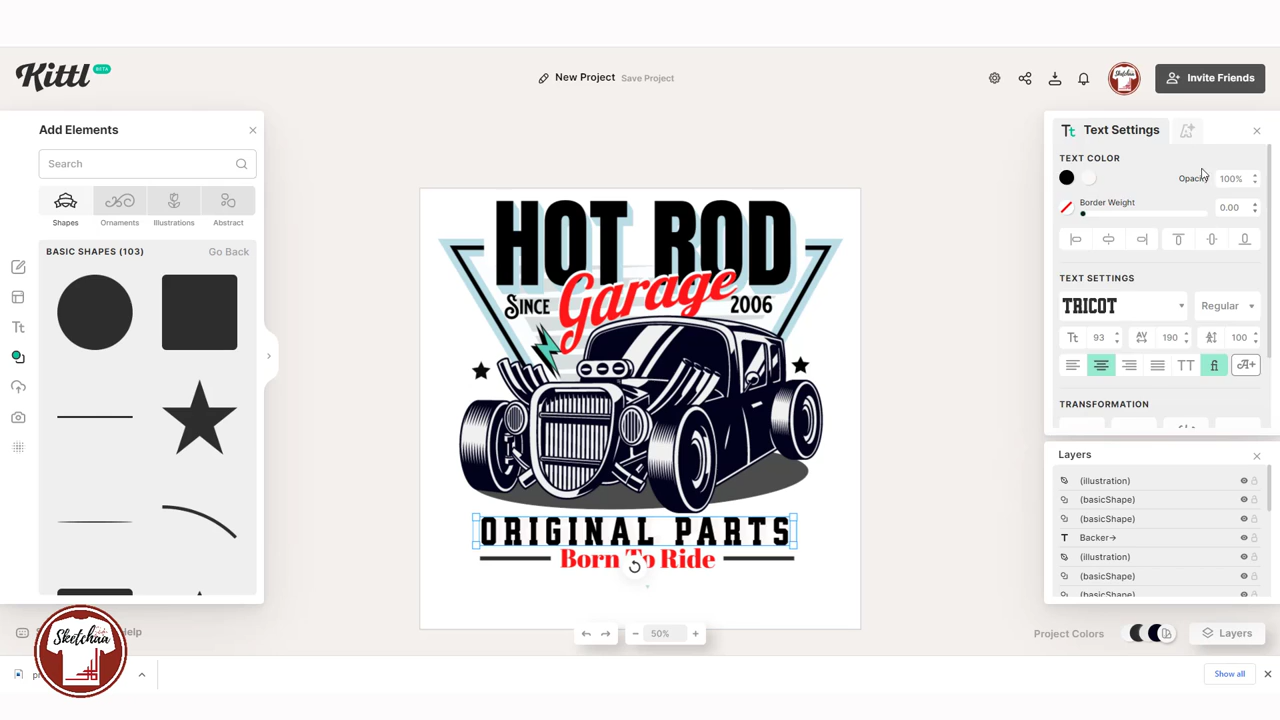 Kittl BETA
New Project Save Project
Invite Friends
Add Elements
Search
Shapes Ornaments Illustrations Abstract
BASIC SHAPES (103) Go Back
HOT ROD
Garage
SINCE 2006
ORIGINAL PARTS
Born To Ride
50%
Text Settings
TEXT COLOR
Opacity 100%
Border Weight 0.00
TEXT SETTINGS
TRICOT Regular
93 190 100
TRANSFORMATION
Layers
(illustration)
(basicShape)
(basicShape)
Backer→
(illustration)
(basicShape)
(basicShape)
Project Colors Layers
Sketchaa
Show all